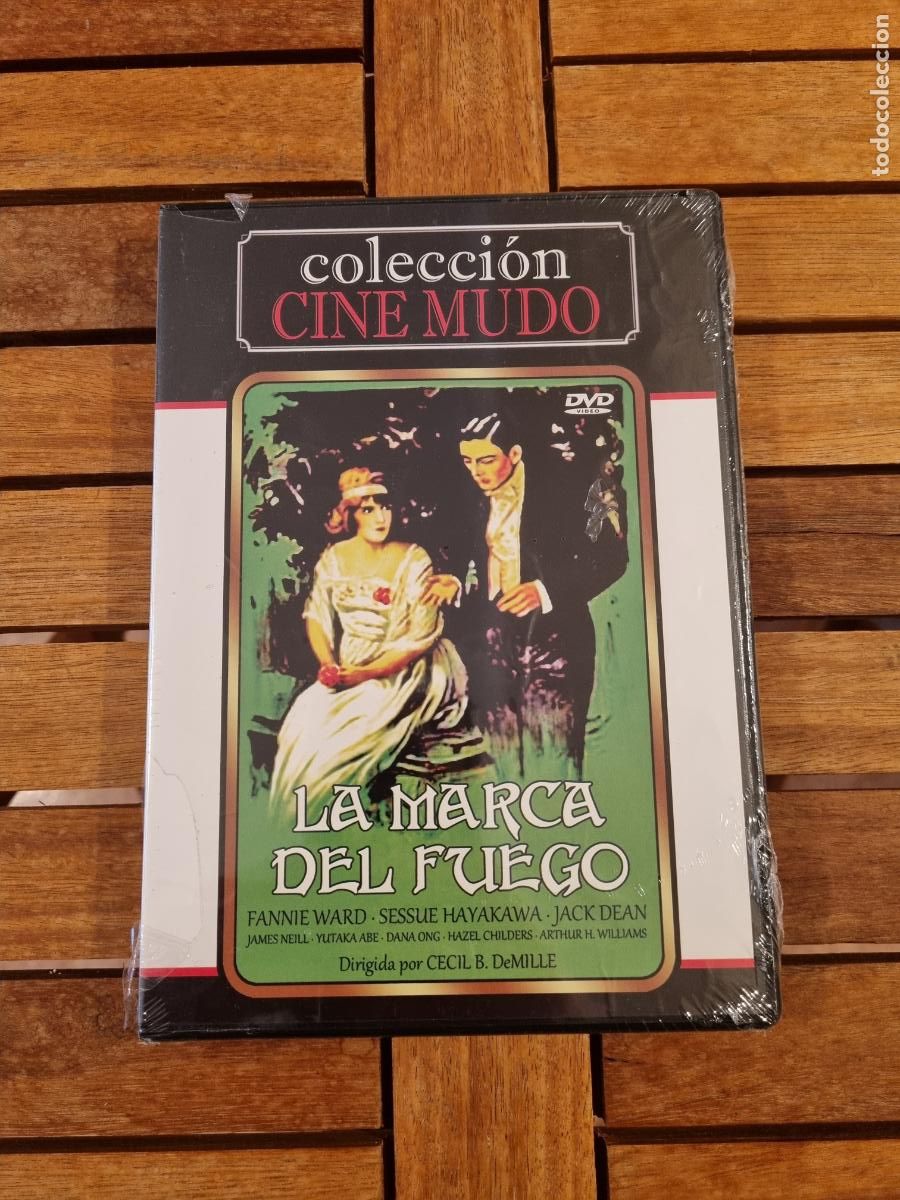 todocoleccion
colección
CINE MUDO
DVD
VIDEO
LA MARCA
DEL FUEGO
FANNIE WARD · SESSUE HAYAKAWA · JACK DEAN
JAMES NEILL · YUTAKA ABE · DANA ONG · HAZEL CHILDERS · ARTHUR H. WILLIAMS
Dirigida por CECIL B. DeMILLE